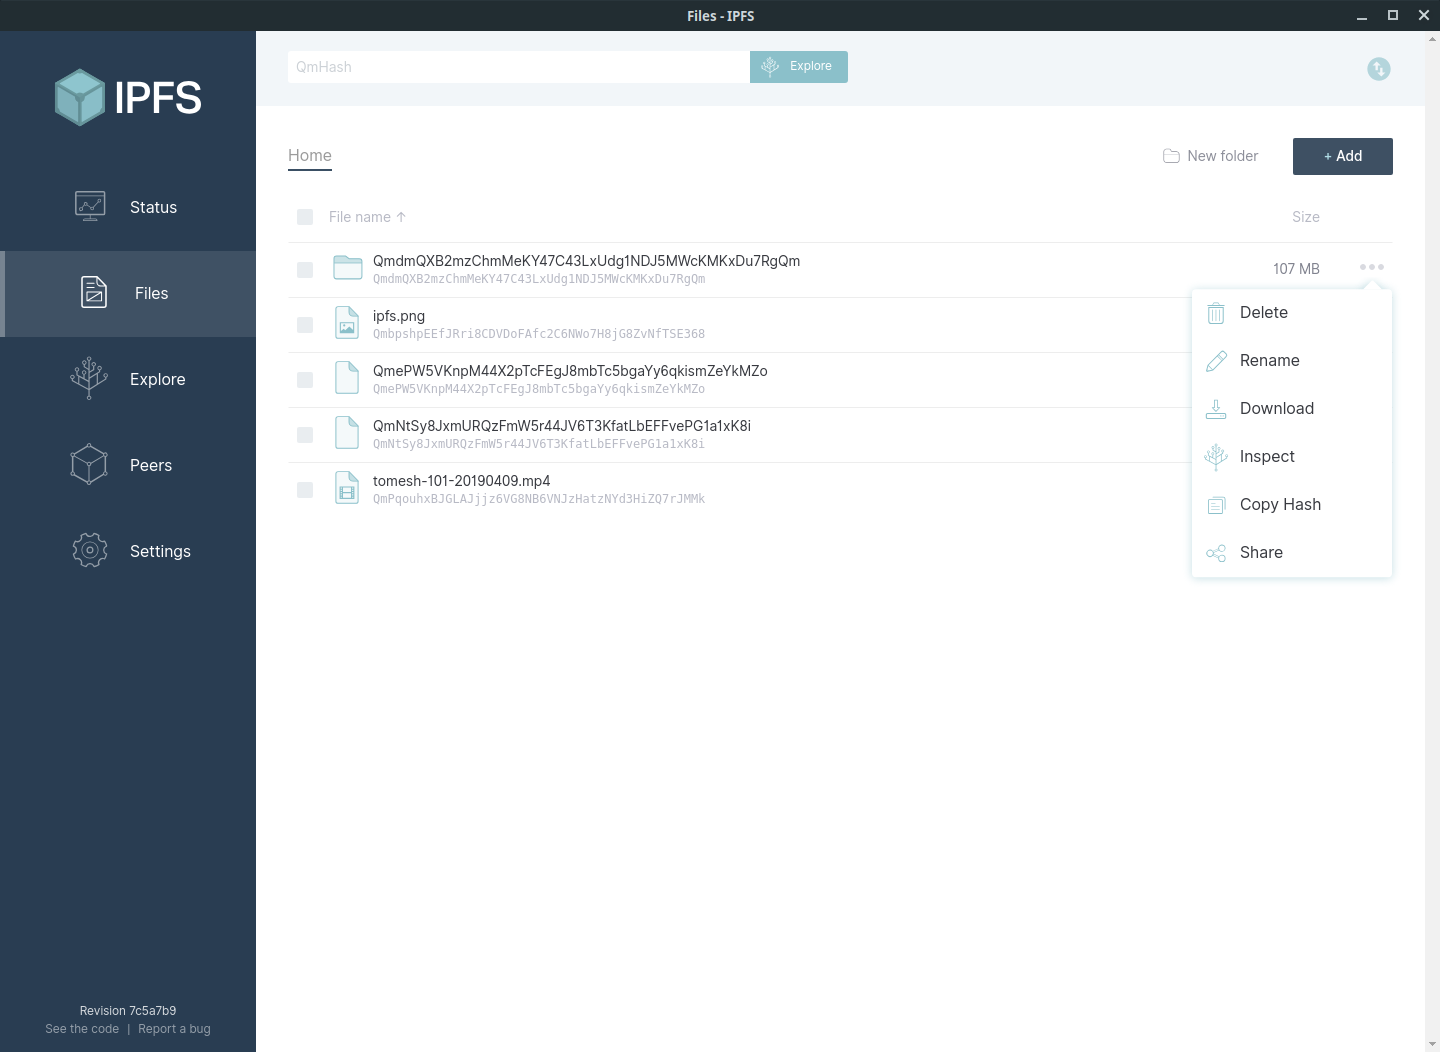 Files - IPFS
IPFS
QmHash
Explore
Status
Files
Explore
Peers
Settings
Home
New folder
+ Add
File name ↑
Size
QmdmQXB2mzChmMeKY47C43LxUdg1NDJ5MWcKMKxDu7RgQm
QmdmQXB2mzChmMeKY47C43LxUdg1NDJ5MWcKMKxDu7RgQm
107 MB
ipfs.png
QmbpshpEEfJRri8CDVDoFAfc2C6NWo7H8jG8ZvNfTSE368
QmePW5VKnpM44X2pTcFEgJ8mbTc5bgaYy6qkismZeYkMZo
QmePW5VKnpM44X2pTcFEgJ8mbTc5bgaYy6qkismZeYkMZo
QmNtSy8JxmURQzFmW5r44JV6T3KfatLbEFFvePG1a1xK8i
QmNtSy8JxmURQzFmW5r44JV6T3KfatLbEFFvePG1a1xK8i
tomesh-101-20190409.mp4
QmPqouhxBJGLAJjjz6VG8NB6VNJzHatzNYd3HiZQ7rJMMk
Delete
Rename
Download
Inspect
Copy Hash
Share
Revision 7c5a7b9
See the code | Report a bug